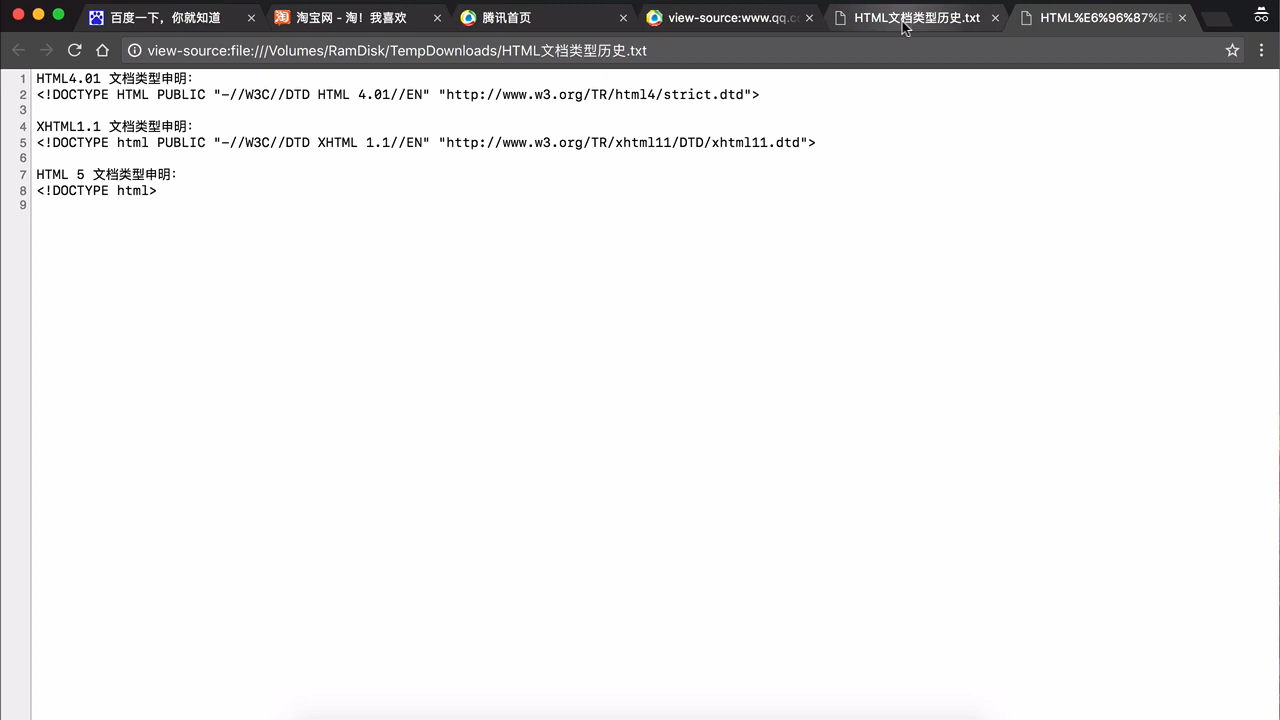 百度一下，你就知道
淘宝网 - 淘！我喜欢
腾讯首页
view-source:www.qq.c
HTML文档类型历史.txt
HTML%E6%96%87%E6
view-source:file:///Volumes/RamDisk/TempDownloads/HTML文档类型历史.txt
1 HTML4.01 文档类型申明:
2 <!DOCTYPE HTML PUBLIC "-//W3C//DTD HTML 4.01//EN" "http://www.w3.org/TR/html4/strict.dtd">
3
4 XHTML1.1 文档类型申明:
5 <!DOCTYPE html PUBLIC "-//W3C//DTD XHTML 1.1//EN" "http://www.w3.org/TR/xhtml11/DTD/xhtml11.dtd">
6
7 HTML 5 文档类型申明:
8 <!DOCTYPE html>
9